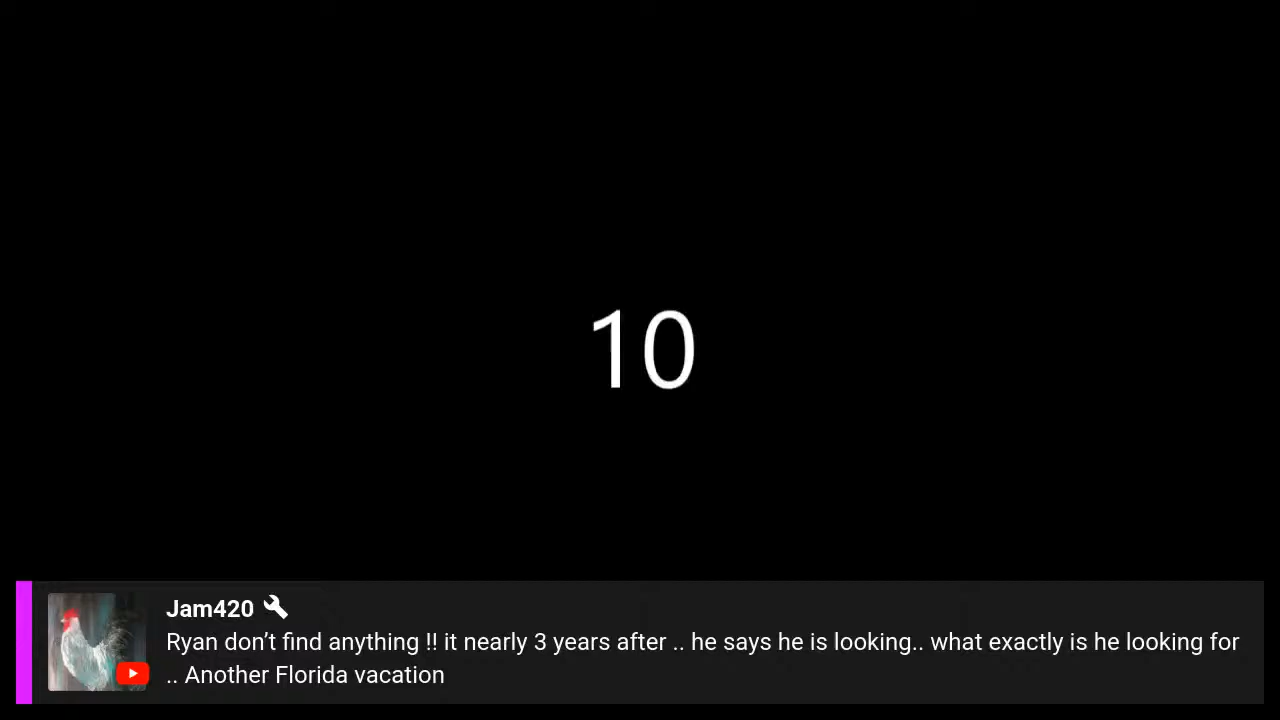 10
Jam420
Ryan don’t find anything !! it nearly 3 years after .. he says he is looking.. what exactly is he looking for
.. Another Florida vacation